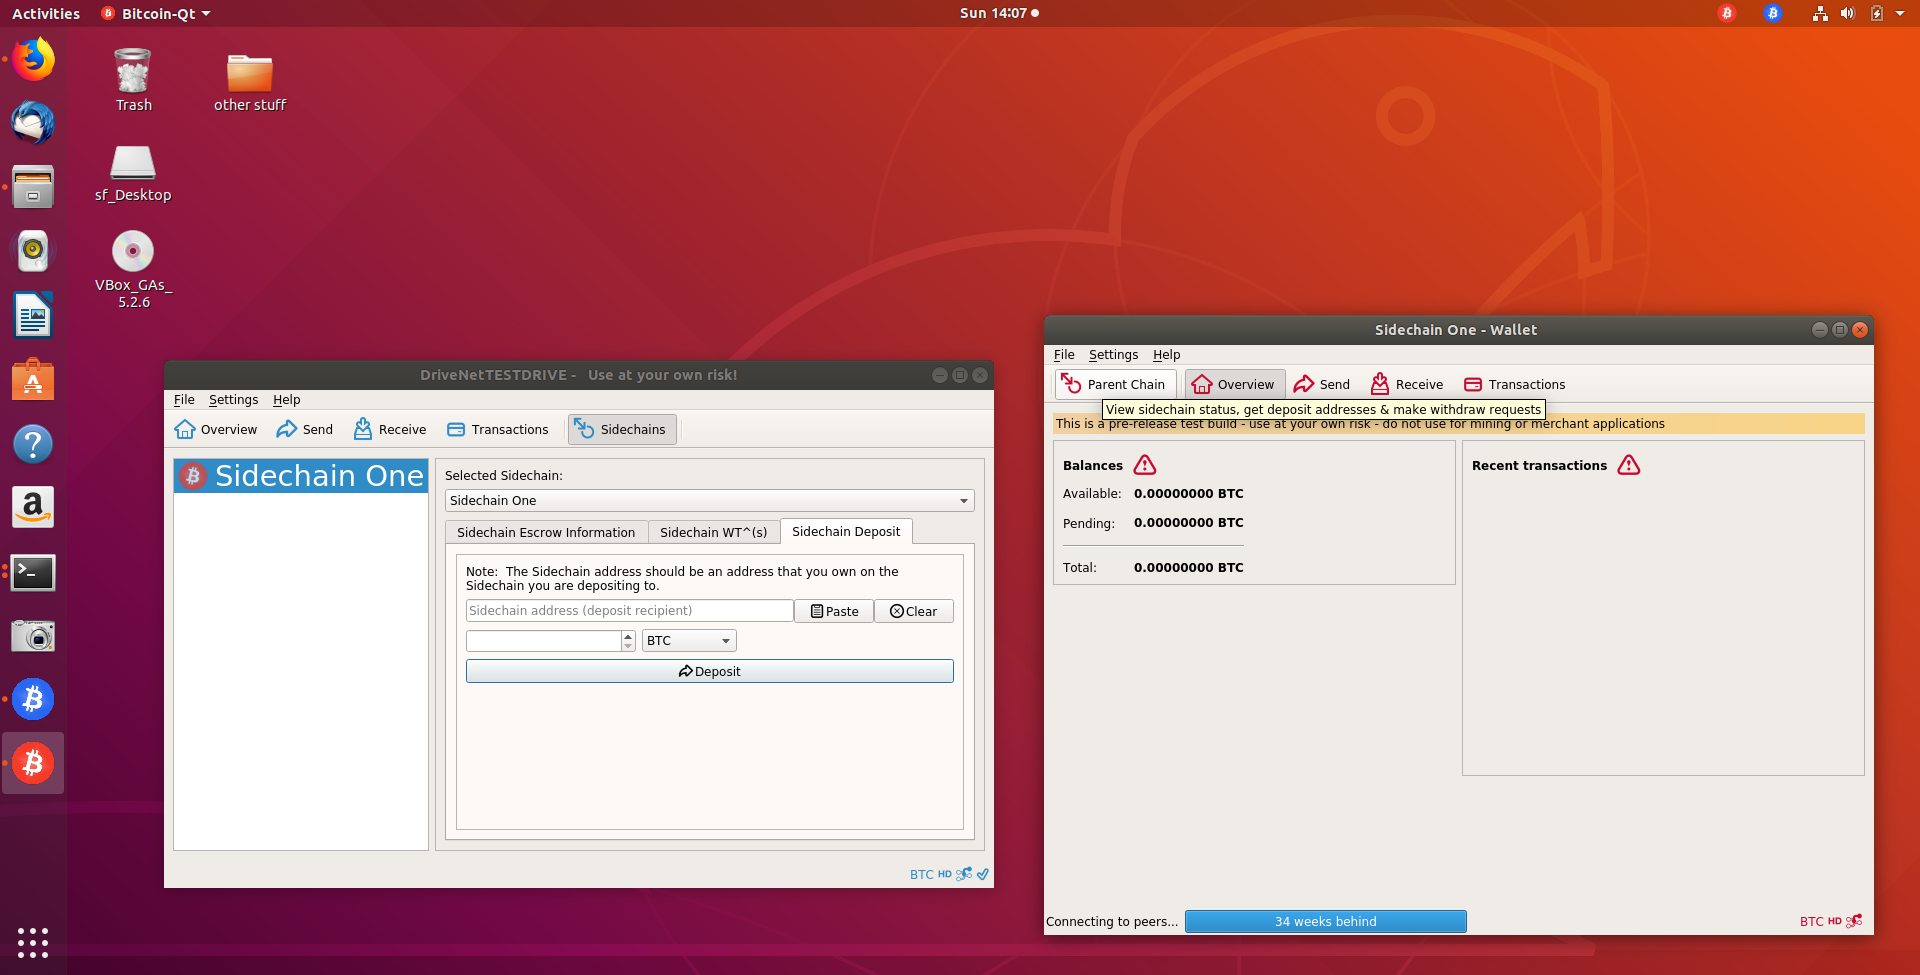 Activities
Bitcoin-Qt
Sun 14:07
Trash
other stuff
sf_Desktop
VBox_GAs_
5.2.6
DriveNetTESTDRIVE - Use at your own risk!
File Settings Help
Overview Send Receive Transactions Sidechains
Sidechain One
Selected Sidechain:
Sidechain One
Sidechain Escrow Information Sidechain WT^(s) Sidechain Deposit
Note: The Sidechain address should be an address that you own on the
Sidechain you are depositing to.
Sidechain address (deposit recipient) Paste Clear
BTC
Deposit
BTC HD
Sidechain One - Wallet
File Settings Help
Parent Chain Overview Send Receive Transactions
View sidechain status, get deposit addresses & make withdraw requests
This is a pre-release test build - use at your own risk - do not use for mining or merchant applications
Balances
Available: 0.00000000 BTC
Pending: 0.00000000 BTC
Total: 0.00000000 BTC
Recent transactions
Connecting to peers... 34 weeks behind
BTC HD